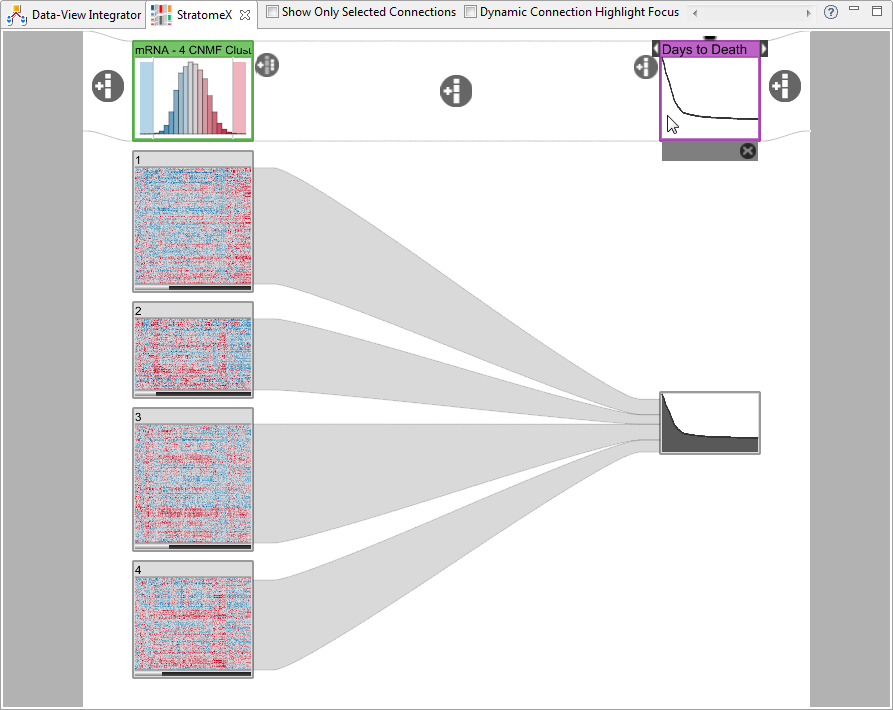 Data-View Integrator StratomeX Show Only Selected Connections Dynamic Connection Highlight Focus ?
mRNA - 4 CNMF Clust Days to Death
1
2
3
4